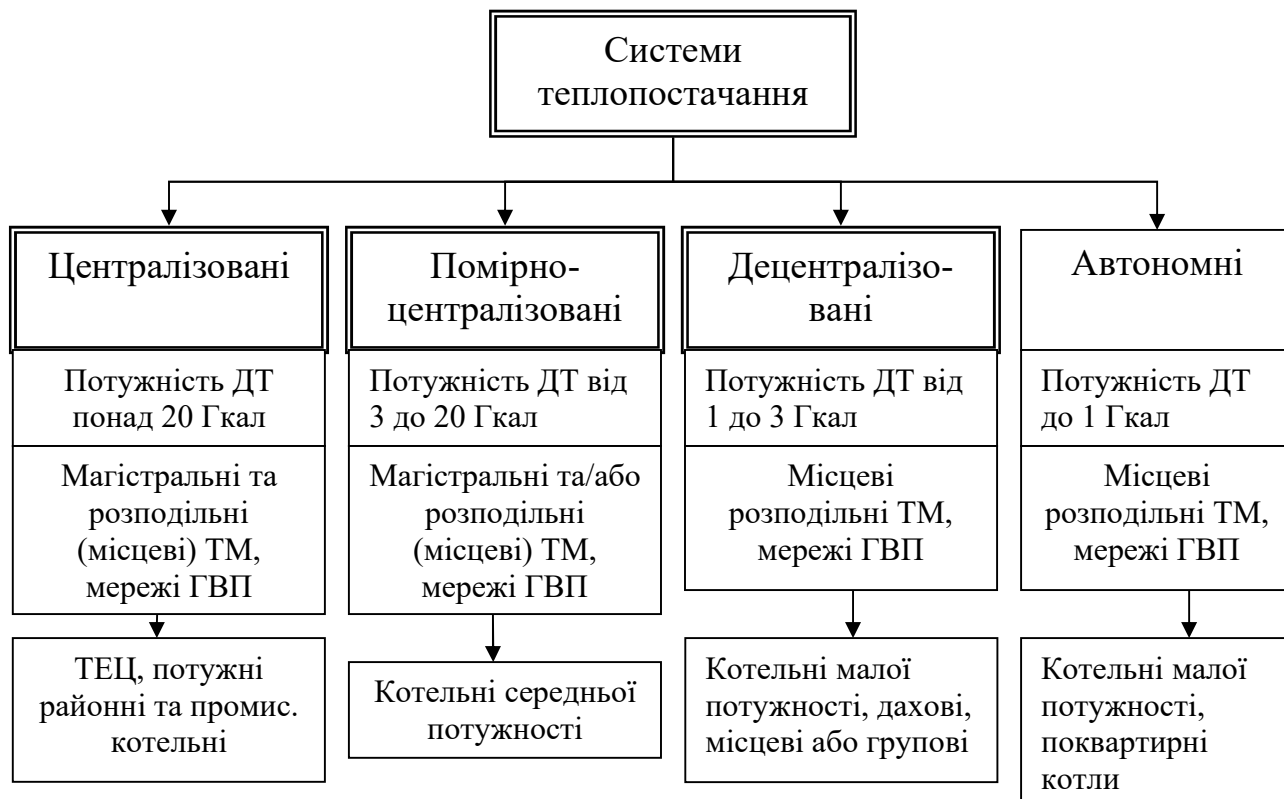 Системи
теплопостачання
Централізовані
Помірно-
централізовані
Децентралізо-
вані
Автономні
Потужність ДТ
понад 20 Гкал
Потужність ДТ від
3 до 20 Гкал
Потужність ДТ від
1 до 3 Гкал
Потужність ДТ
до 1 Гкал
Магістральні та
розподільні
(місцеві) ТМ,
мережі ГВП
Магістральні та/або
розподільні
(місцеві) ТМ,
мережі ГВП
Місцеві
розподільні ТМ,
мережі ГВП
Місцеві
розподільні ТМ,
мережі ГВП
ТЕЦ, потужні
районні та промис.
котельні
Котельні середньої
потужності
Котельні малої
потужності, дахові,
місцеві або групові
Котельні малої
потужності,
поквартирні
котли